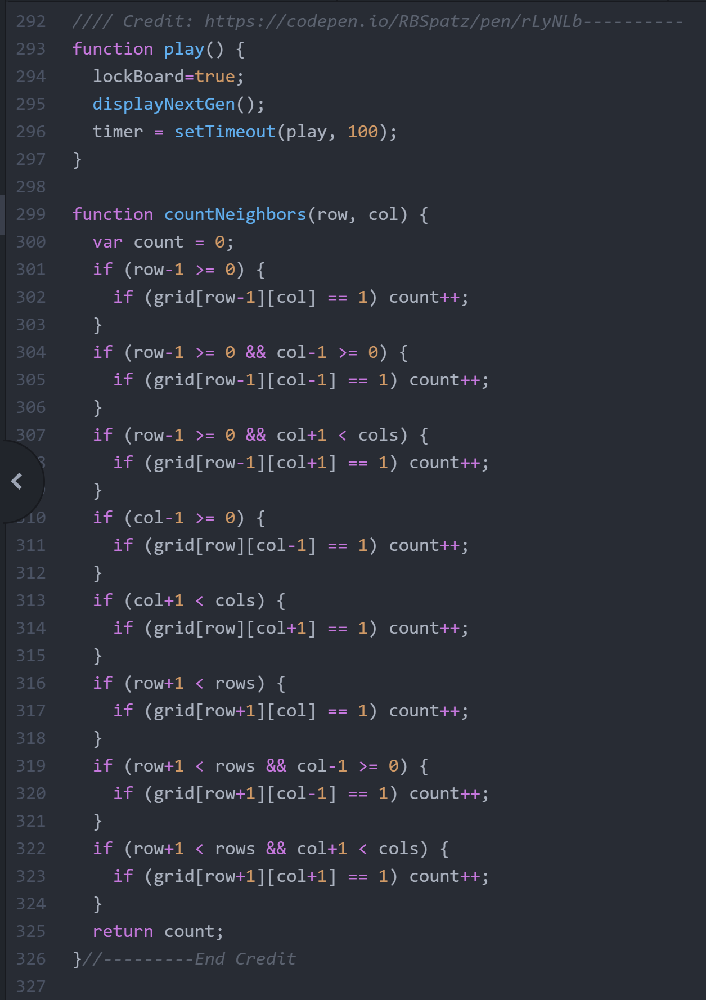 292 //// Credit: https://codepen.io/RBSpatz/pen/rLyNLb----------
293 function play() {
294 lockBoard=true;
295 displayNextGen();
296 timer = setTimeout(play, 100);
297 }
298
299 function countNeighbors(row, col) {
300 var count = 0;
301 if (row-1 >= 0) {
302 if (grid[row-1][col] == 1) count++;
303 }
304 if (row-1 >= 0 && col-1 >= 0) {
305 if (grid[row-1][col-1] == 1) count++;
306 }
307 if (row-1 >= 0 && col+1 < cols) {
if (grid[row-1][col+1] == 1) count++;
}
310 if (col-1 >= 0) {
311 if (grid[row][col-1] == 1) count++;
312 }
313 if (col+1 < cols) {
314 if (grid[row][col+1] == 1) count++;
315 }
316 if (row+1 < rows) {
317 if (grid[row+1][col] == 1) count++;
318 }
319 if (row+1 < rows && col-1 >= 0) {
320 if (grid[row+1][col-1] == 1) count++;
321 }
322 if (row+1 < rows && col+1 < cols) {
323 if (grid[row+1][col+1] == 1) count++;
324 }
325 return count;
326 }//---------End Credit
327